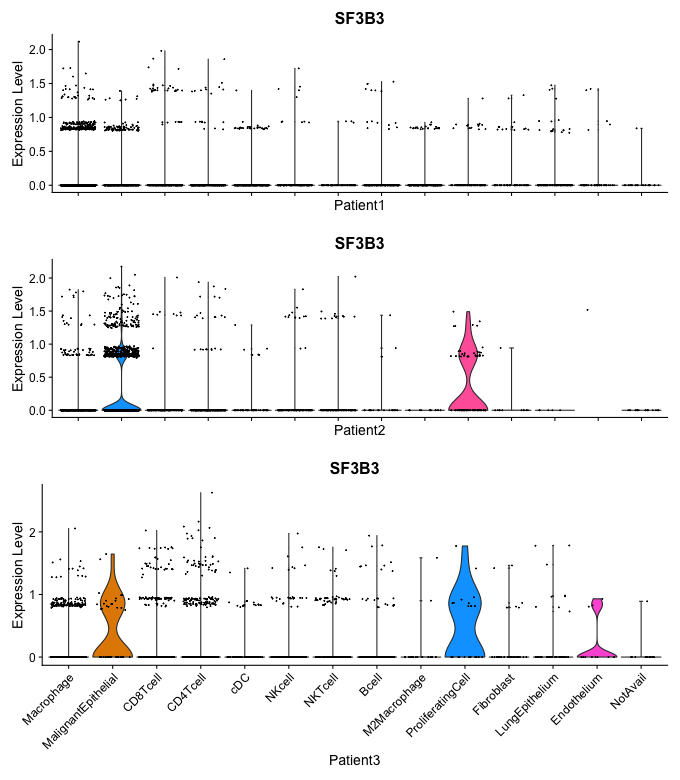 SF3B3
Expression Level
2.0
1.5
1.0
0.5
0.0
Patient1
SF3B3
Expression Level
2.0
1.5
1.0
0.5
0.0
Patient2
SF3B3
Expression Level
2
1
0
Macrophage
MalignantEpithelial
CD8Tcell
CD4Tcell
cDC
NKcell
NKTcell
Bcell
M2Macrophage
ProliferatingCell
Fibroblast
LungEpithelium
Endothelium
NotAvail
Patient3